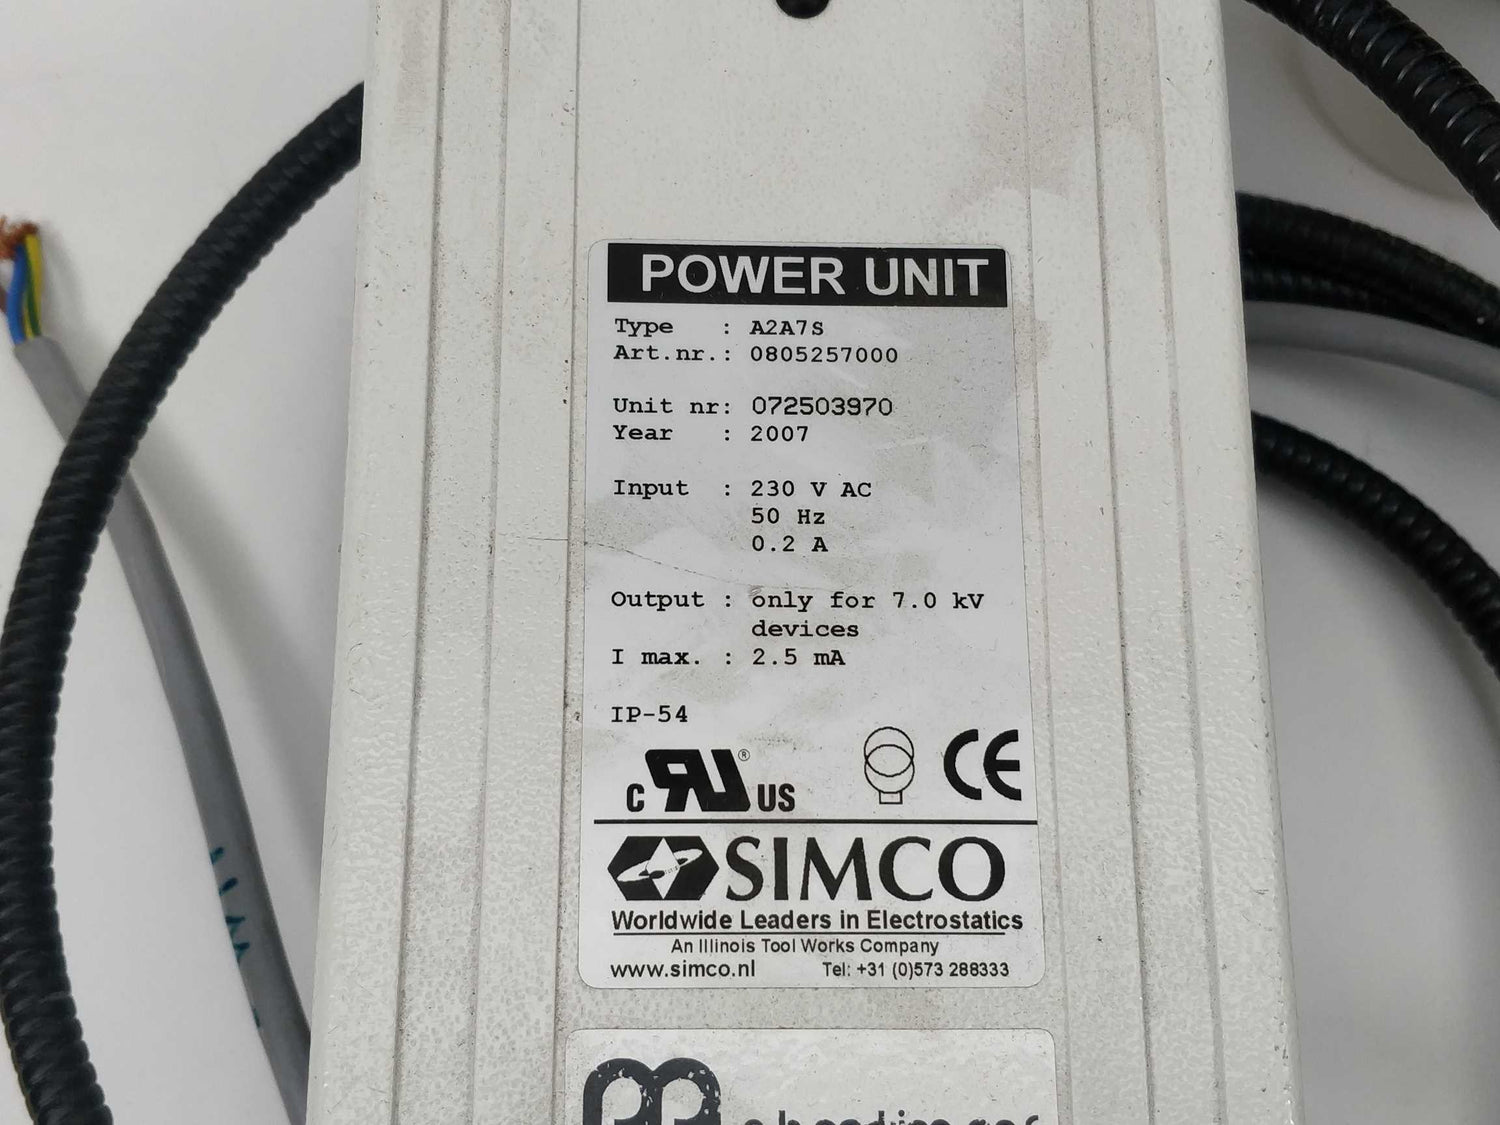 POWER UNIT
Type : A2A7S
Art.nr.: 0805257000
Unit nr: 072503970
Year : 2007
Input : 230 V AC
50 Hz
0.2 A
Output : only for 7.0 kV
devices
I max. : 2.5 mA
IP-54
c RU ® US CE
SIMCO
Worldwide Leaders in Electrostatics
An Illinois Tool Works Company
www.simco.nl Tel: +31 (0)573 288333